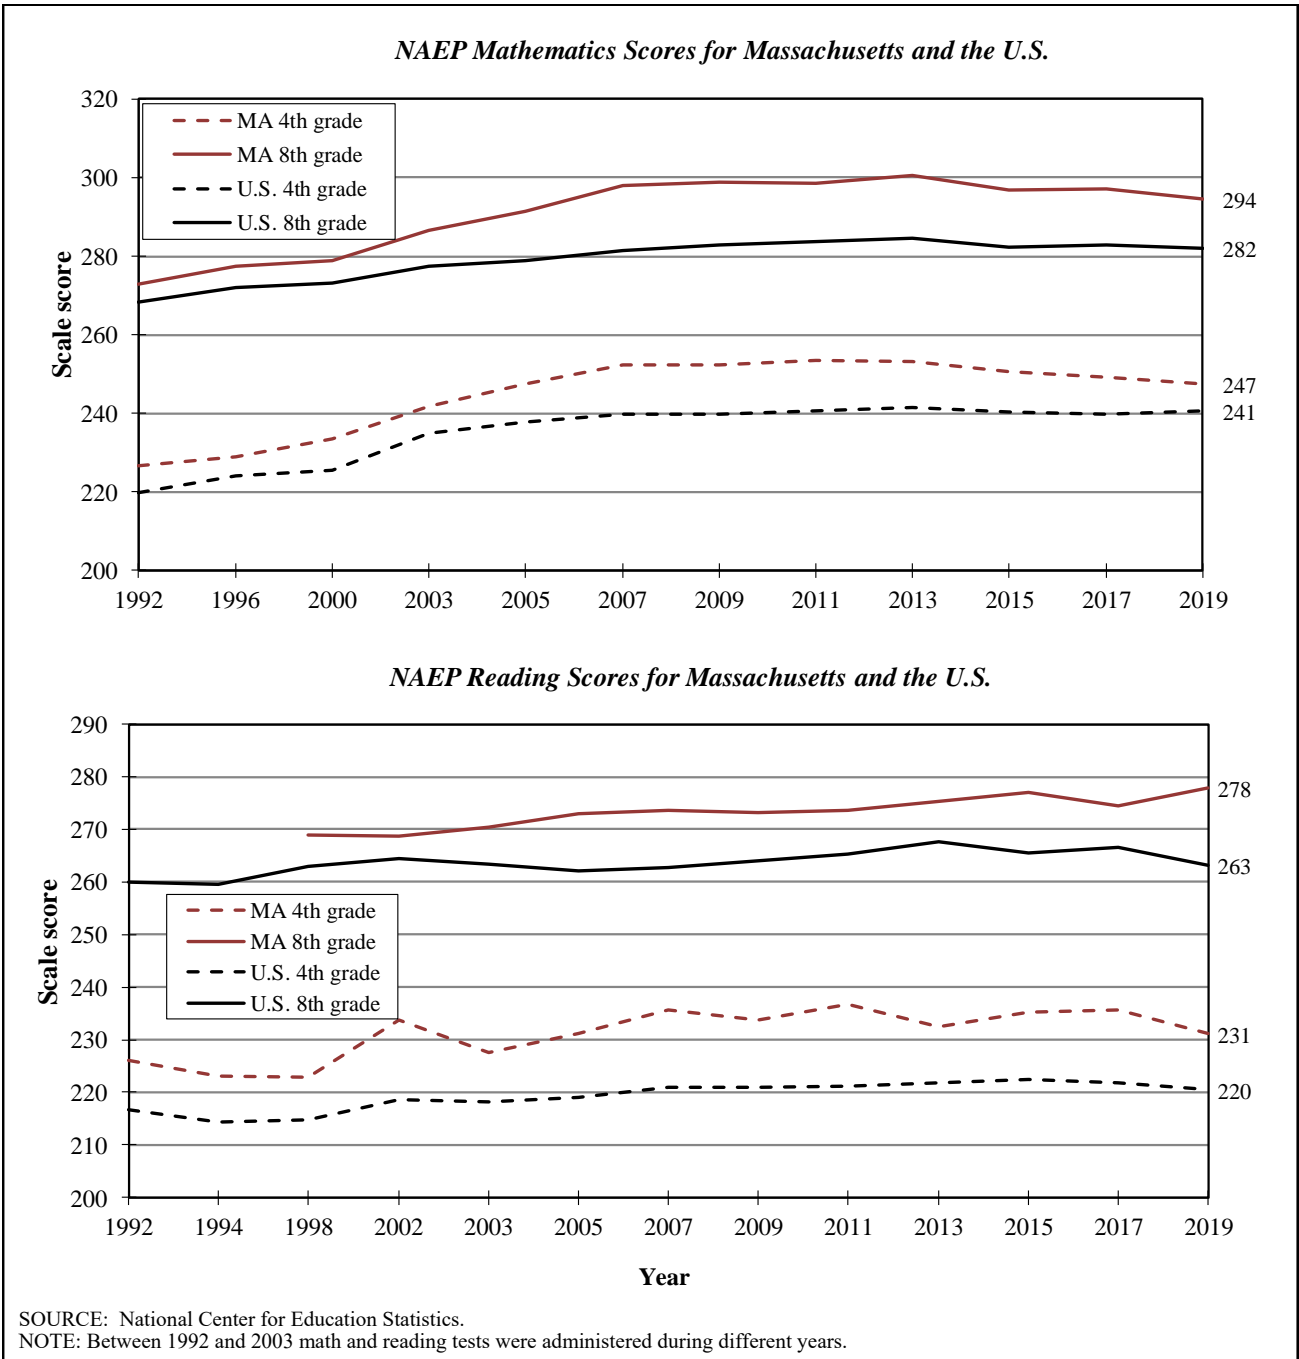 NAEP Mathematics Scores for Massachusetts and the U.S.
320
300
280
260
240
220
200
Scale score
MA 4th grade
MA 8th grade
U.S. 4th grade
U.S. 8th grade
294
282
247
241
1992 1996 2000 2003 2005 2007 2009 2011 2013 2015 2017 2019
NAEP Reading Scores for Massachusetts and the U.S.
290
280
270
260
250
240
230
220
210
200
Scale score
MA 4th grade
MA 8th grade
U.S. 4th grade
U.S. 8th grade
278
263
231
220
1992 1994 1998 2002 2003 2005 2007 2009 2011 2013 2015 2017 2019
Year
SOURCE: National Center for Education Statistics.
NOTE: Between 1992 and 2003 math and reading tests were administered during different years.